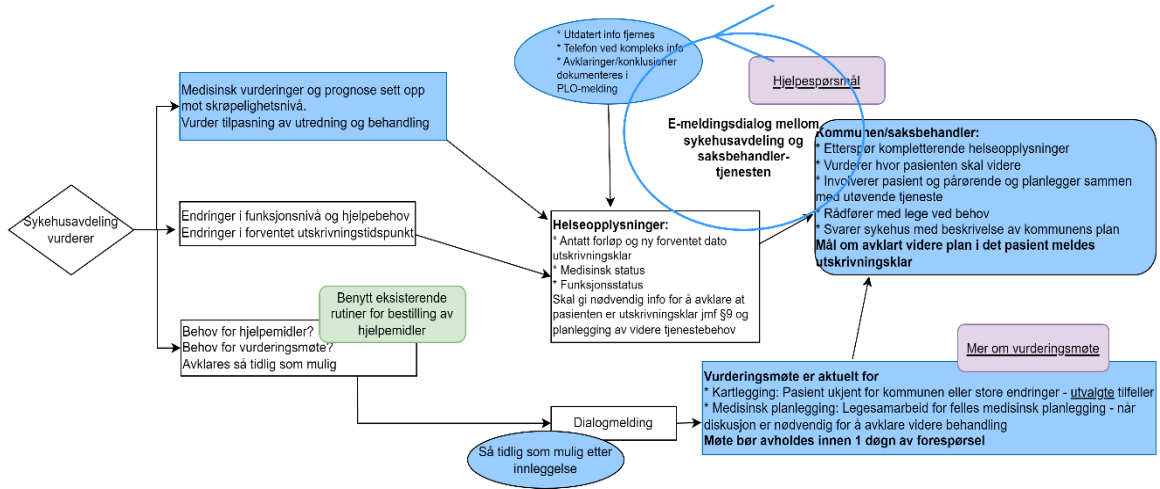 * Utdatert info fjernes
* Telefon ved kompleks info
* Avklaringer/konklusjoner
dokumenteres i
PLO-melding
Hjelpespørsmål
Medisinsk vurderinger og prognose sett opp
mot skrøpelighetsnivå.
Vurder tilpasning av utredning og behandling
E-meldingsdialog mellom
sykehusavdeling og
saksbehandler-
tjenesten
Kommunen/saksbehandler:
* Etterspør kompletterende helseopplysninger
* Vurderer hvor pasienten skal videre
* Involverer pasient og pårørende og planlegger sammen
med utøvende tjeneste
* Rådfører med lege ved behov
* Svarer sykehus med beskrivelse av kommunens plan
Mål om avklart videre plan i det pasient meldes
utskrivningsklar
Sykehusavdeling
vurderer
Endringer i funksjonsnivå og hjelpebehov
Endringer i forventet utskrivningstidspunkt
Helseopplysninger:
* Antatt forløp og ny forventet dato
utskrivningsklar
* Medisinsk status
* Funksjonsstatus
Skal gi nødvendig info for å avklare at
pasienten er utskrivningsklar jmf §9 og
planlegging av videre tjenestebehov
Benytt eksisterende
rutiner for bestilling av
hjelpemidler
Behov for hjelpemidler?
Behov for vurderingsmøte?
Avklares så tidlig som mulig
Mer om vurderingsmøte
Vurderingsmøte er aktuelt for
* Kartlegging: Pasient ukjent for kommunen eller store endringer - utvalgte tilfeller
* Medisinsk planlegging: Legesamarbeid for felles medisinsk planlegging - når
diskusjon er nødvendig for å avklare videre behandling
Møte bør avholdes innen 1 døgn av forespørsel
Dialogmelding
Så tidlig som mulig etter
innleggelse